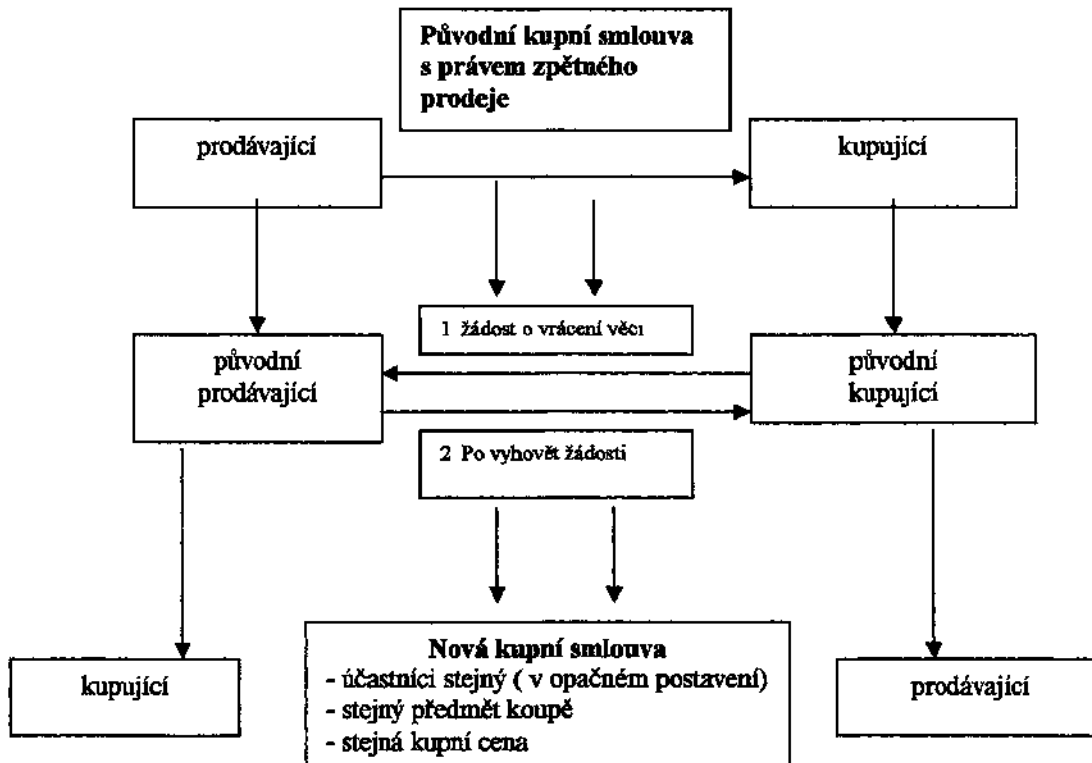 Původní kupní smlouva
s právem zpětného
prodeje
prodávající
kupující
1 žádost o vrácení věci
původní
prodávající
původní
kupující
2 Po vyhovět žádosti
Nová kupní smlouva
- účastníci stejný ( v opačném postavení)
- stejný předmět koupě
- stejná kupní cena
kupující
prodávající